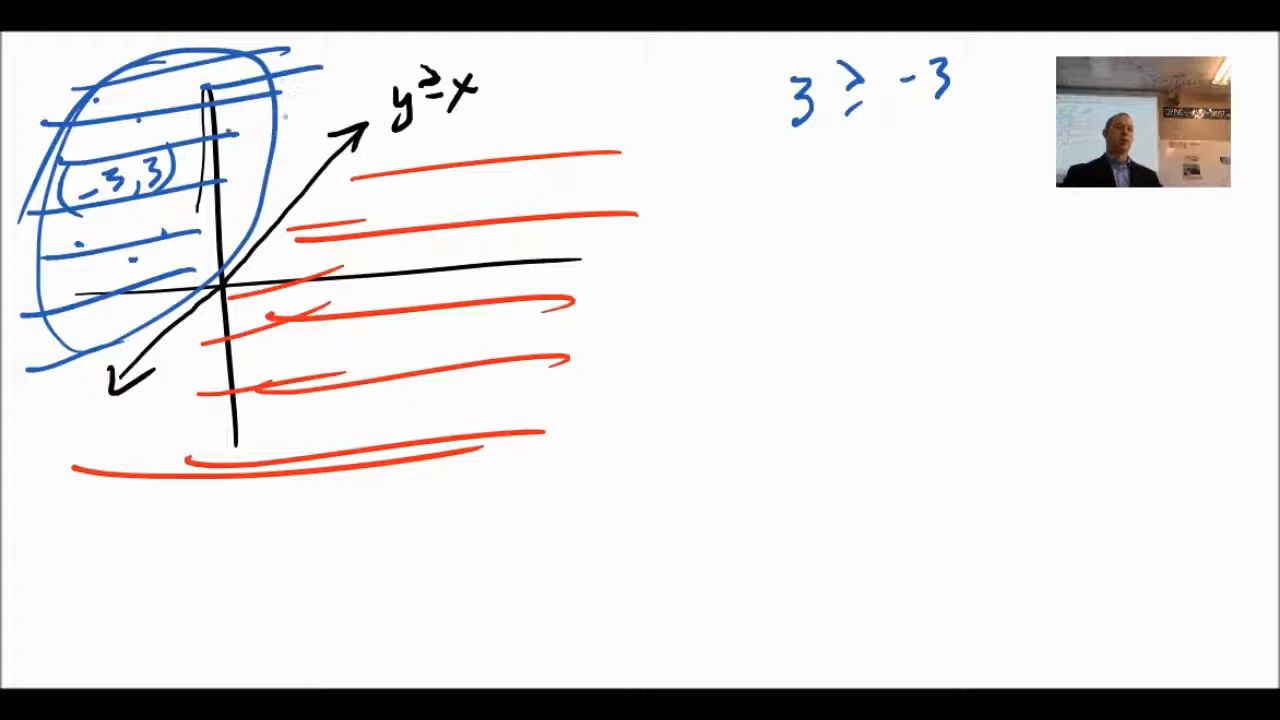 y ≥ x
3 ≥ -3
(-3, 3)